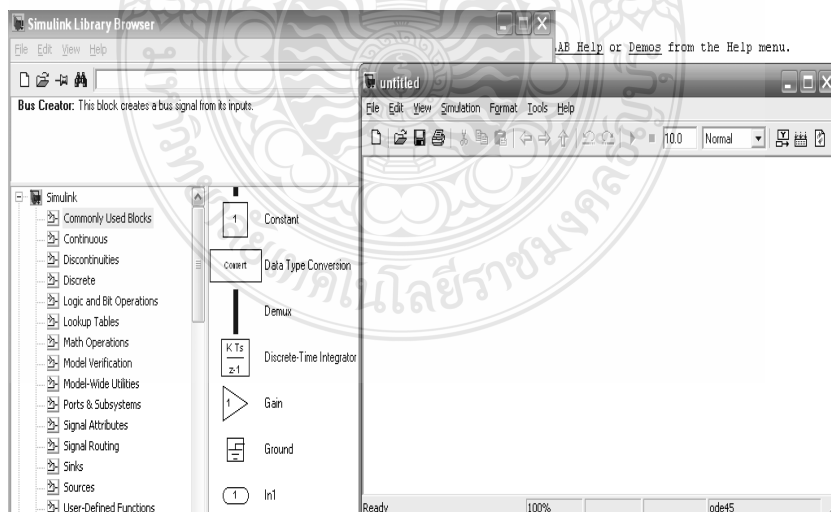 Simulink Library Browser
File Edit View Help
Bus Creator: This block creates a bus signal from its inputs.
Simulink
Commonly Used Blocks
Continuous
Discontinuities
Discrete
Logic and Bit Operations
Lookup Tables
Math Operations
Model Verification
Model-Wide Utilities
Ports & Subsystems
Signal Attributes
Signal Routing
Sinks
Sources
User-Defined Functions
1 Constant
Convert Data Type Conversion
Demux
K Ts
z-1
Discrete-Time Integrator
1 Gain
Ground
1 In1
AB Help or Demos from the Help menu.
untitled
File Edit View Simulation Format Tools Help
10.0 Normal
Ready 100% ode45